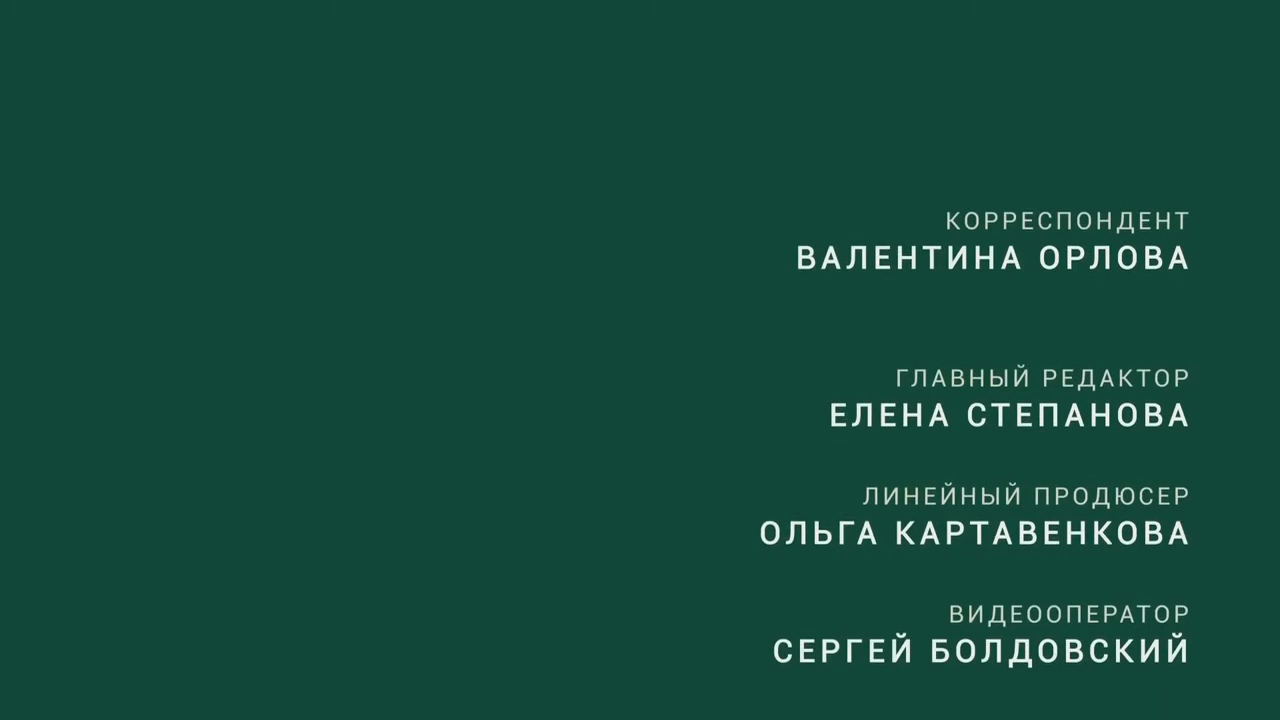 КОРРЕСПОНДЕНТ
ВАЛЕНТИНА ОРЛОВА
ГЛАВНЫЙ РЕДАКТОР
ЕЛЕНА СТЕПАНОВА
ЛИНЕЙНЫЙ ПРОДЮСЕР
ОЛЬГА КАРТАВЕНКОВА
ВИДЕООПЕРАТОР
СЕРГЕЙ БОЛДОВСКИЙ